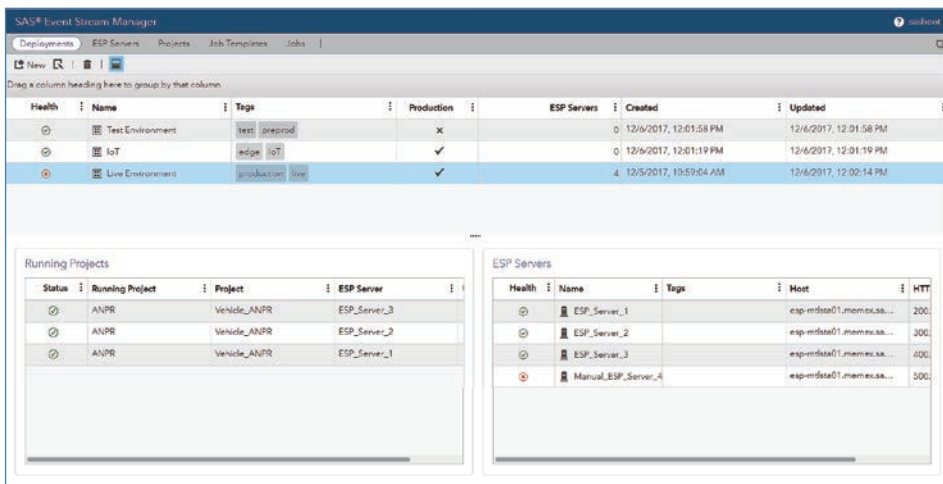 SAS® Event Stream Manager
Deployments ESP Servers Projects Job Templates Jobs
New
Drag a column heading here to group by that column
Health Name Tags Production ESP Servers Created Updated
Test Environment test preprod 0 12/6/2017, 12:01:58 PM 12/6/2017, 12:01:58 PM
IoT edge IoT 0 12/6/2017, 12:01:19 PM 12/6/2017, 12:01:19 PM
Live Environment production live 4 12/5/2017, 10:59:04 AM 12/6/2017, 12:02:14 PM
Running Projects
Status Running Project Project ESP Server
ANPR Vehicle_ANPR ESP_Server_3
ANPR Vehicle_ANPR ESP_Server_2
ANPR Vehicle_ANPR ESP_Server_1
ESP Servers
Health Name Tags Host HTT
ESP_Server_1 200
ESP_Server_2 300
ESP_Server_3 400
Manual_ESP_Server_4 500